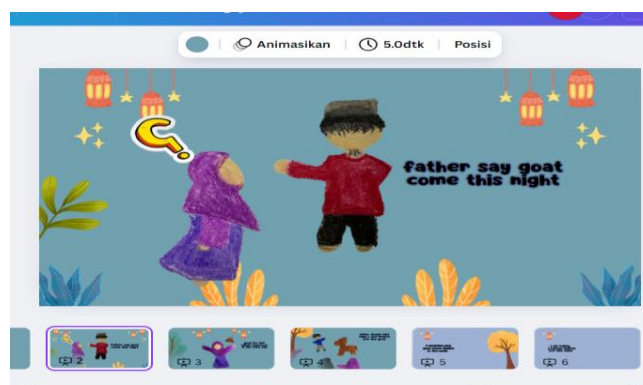 Animasikan
5.0dtk
Posisi
father say goat
come this night
2
3
4
5
6